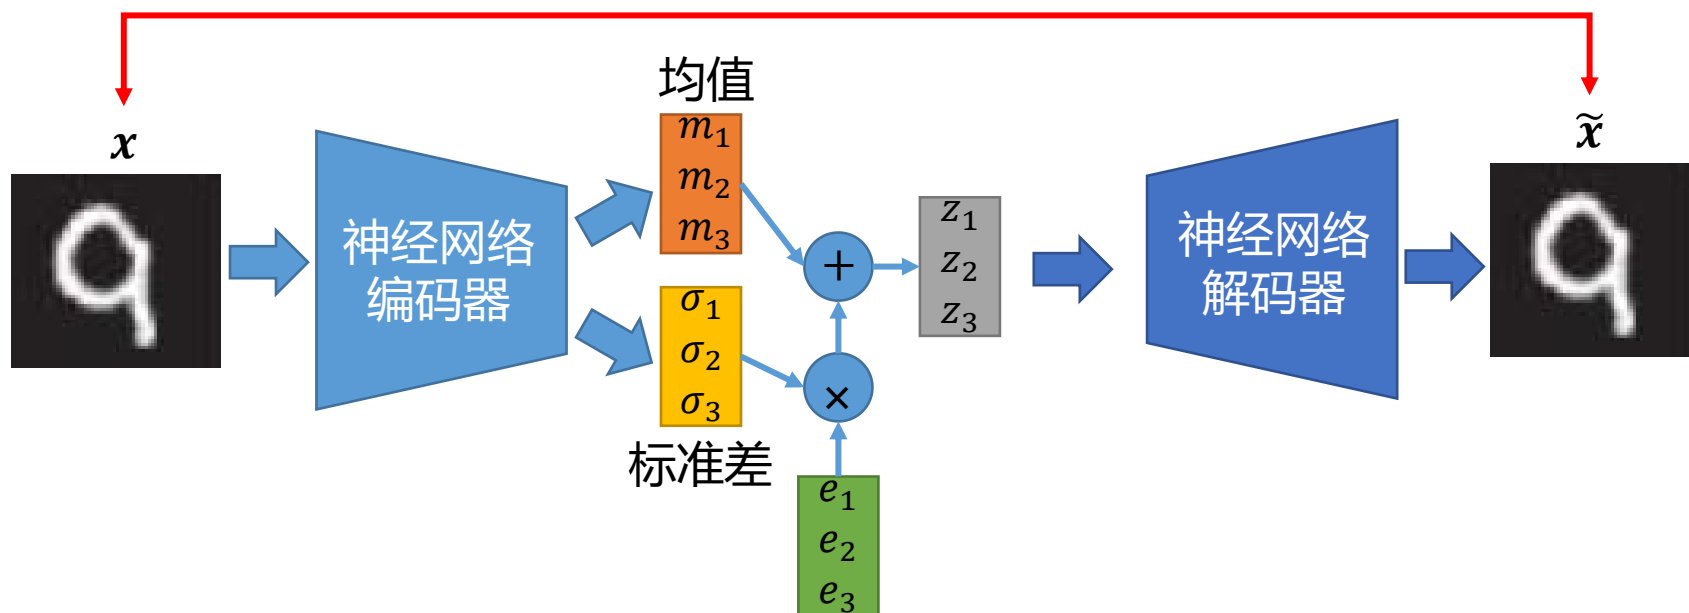 x
神经网络
编码器
均值
m₁
m₂
m₃
σ₁
σ₂
σ₃
标准差
+
×
e₁
e₂
e₃
z₁
z₂
z₃
神经网络
解码器
x̃